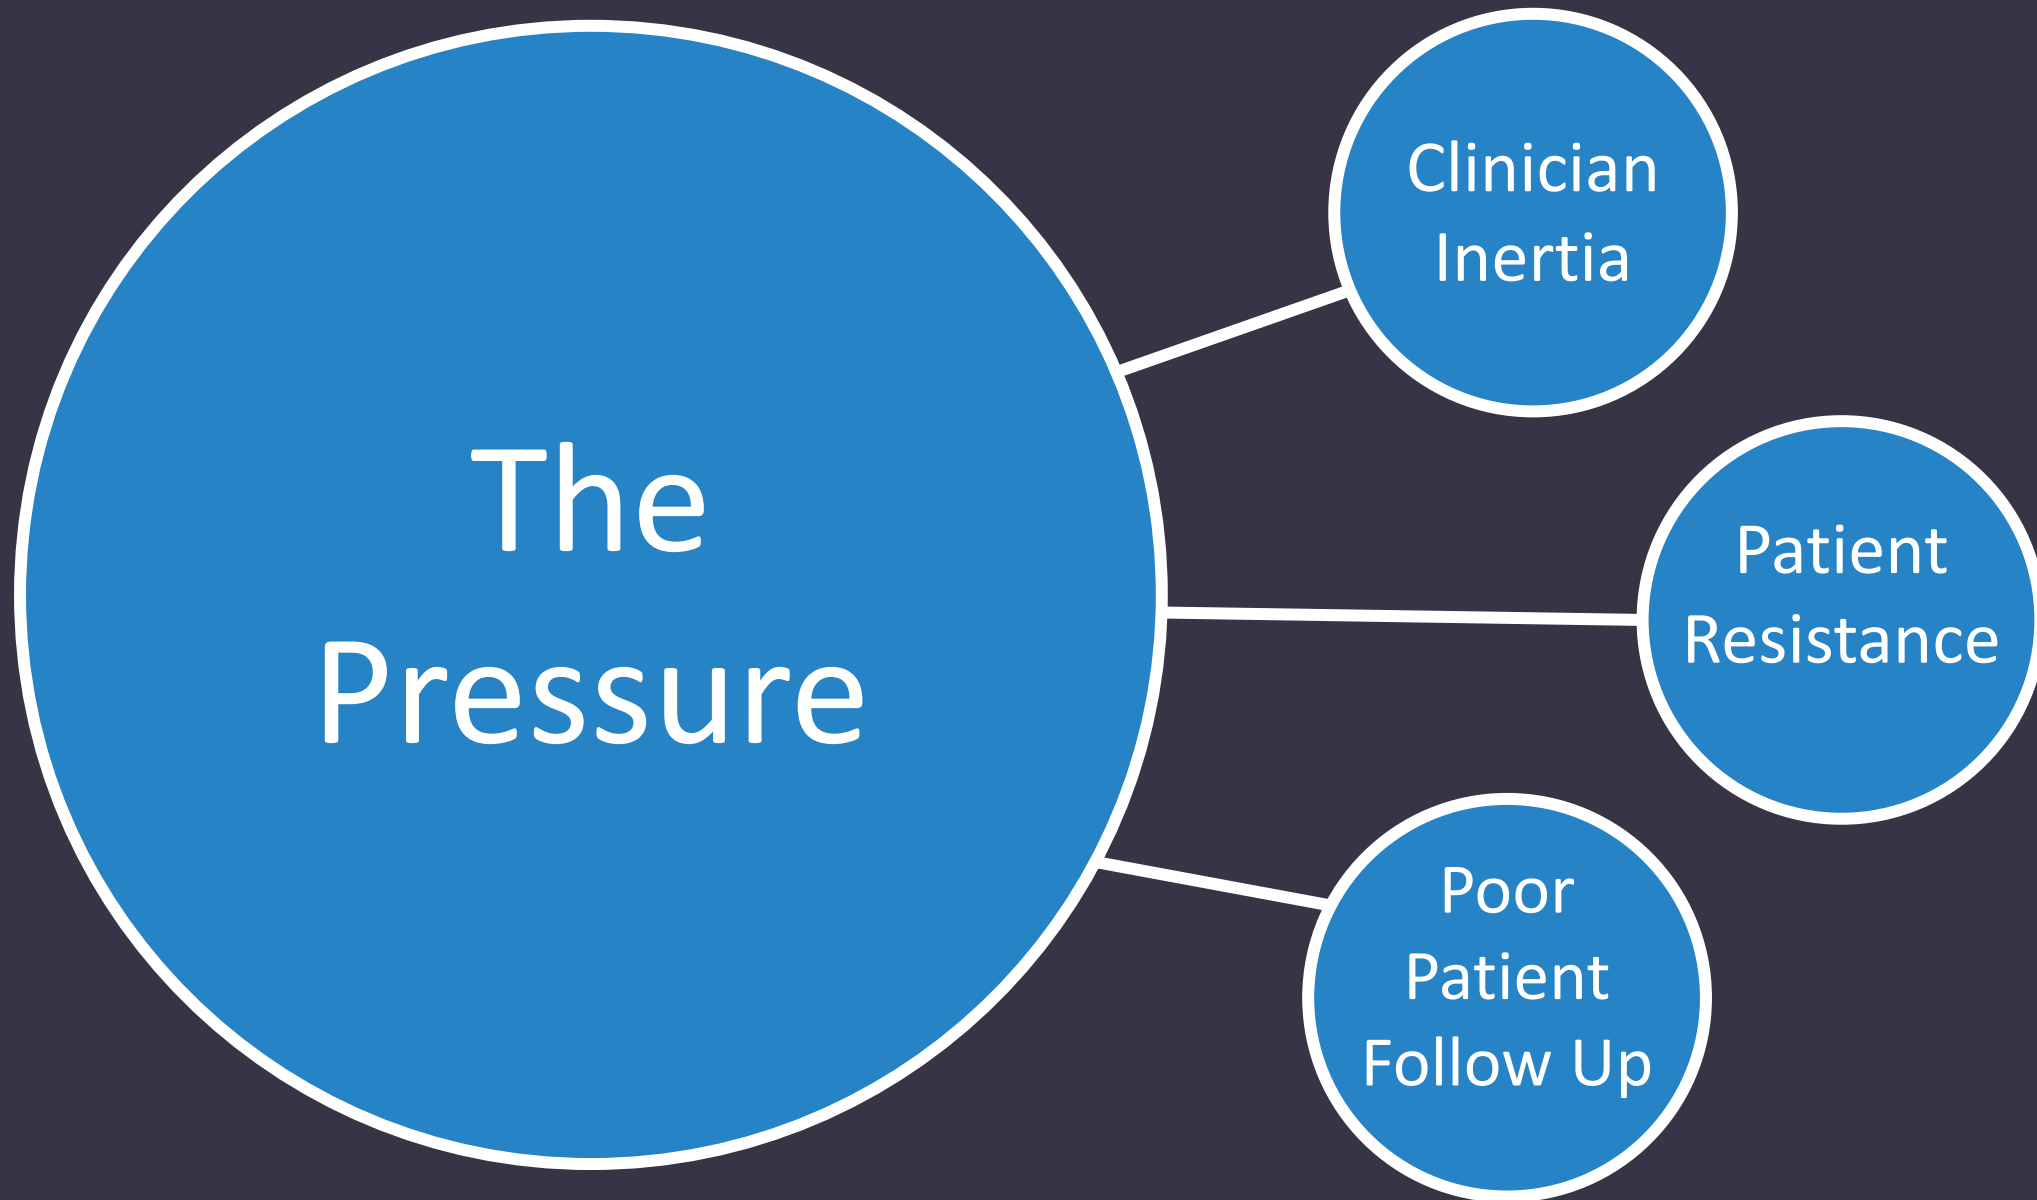 The
Pressure
Clinician
Inertia
Patient
Resistance
Poor
Patient
Follow Up